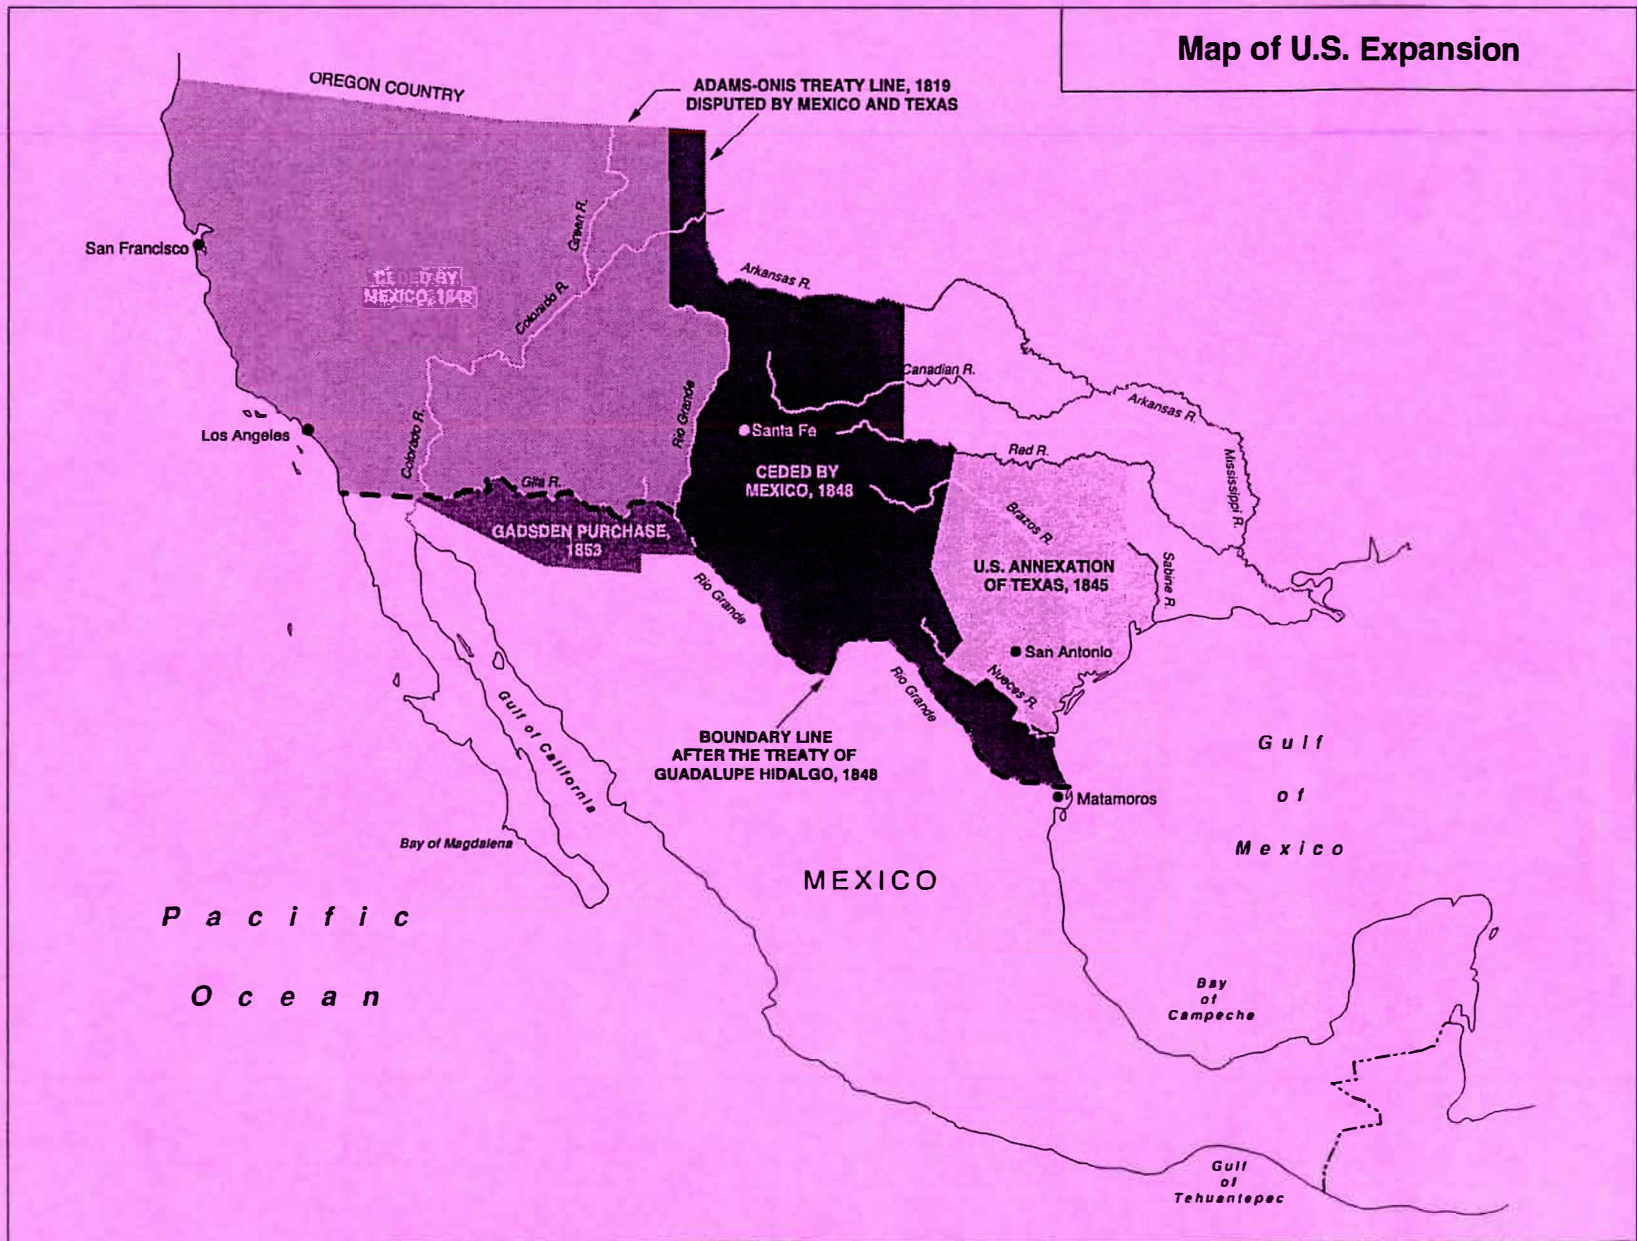 Map of U.S. Expansion
OREGON COUNTRY
ADAMS-ONIS TREATY LINE, 1819
DISPUTED BY MEXICO AND TEXAS
Green R.
San Francisco
CEDED BY
MEXICO, 1848
Colorado R.
Arkansas R.
Canadian R.
Arkansas R.
Rio Grande
Colorado R.
Los Angeles
Santa Fe
Red R.
Mississippi R.
CEDED BY
MEXICO, 1848
Gila R.
Brazos R.
GADSDEN PURCHASE,
1853
U.S. ANNEXATION
OF TEXAS, 1845
Sabine R.
Rio Grande
San Antonio
Nueces R.
Rio Grande
Gulf of California
BOUNDARY LINE
AFTER THE TREATY OF
GUADALUPE HIDALGO, 1848
Gulf
of
Mexico
Matamoros
Bay of Magdalena
MEXICO
Pacific
Ocean
Bay
of
Campeche
Gulf
of
Tehuantepec